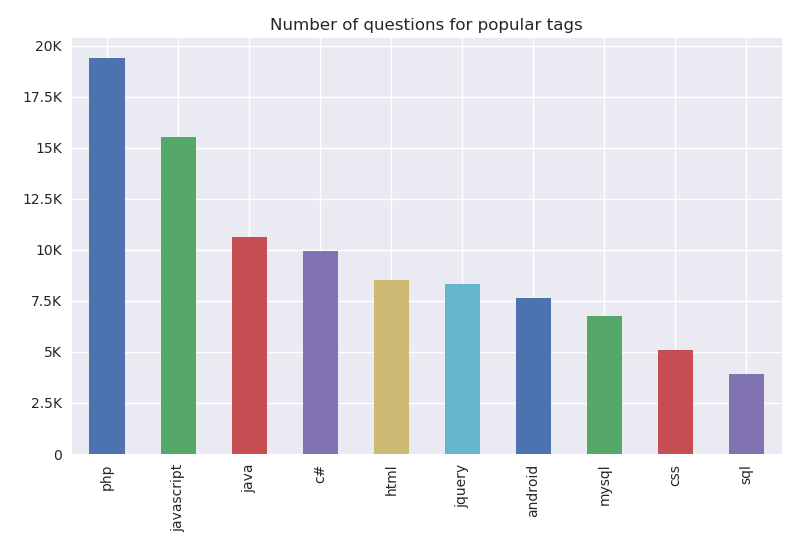 Number of questions for popular tags
20K
17.5K
15K
12.5K
10K
7.5K
5K
2.5K
0
php
javascript
java
c#
html
jquery
android
mysql
css
sql